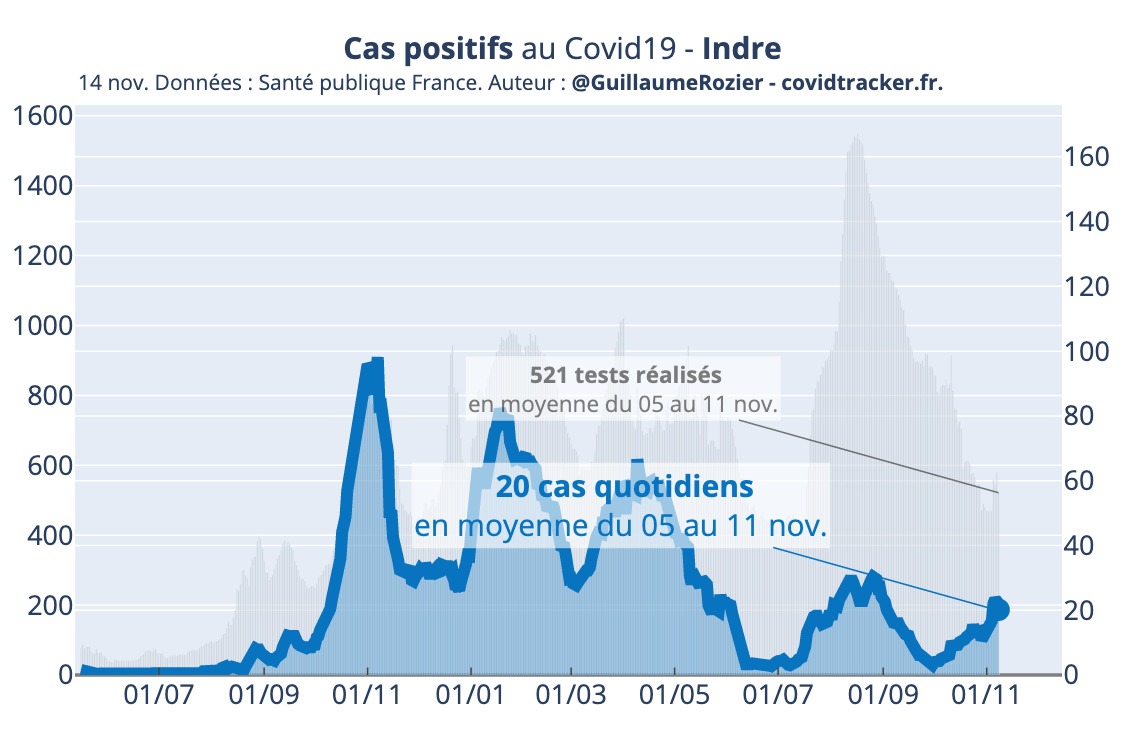 Cas positifs au Covid19 - Indre
14 nov. Données : Santé publique France. Auteur : @GuillaumeRozier - covidtracker.fr.
1600
1400
1200
1000
800
600
400
200
0
160
140
120
100
80
60
40
20
0
521 tests réalisés
en moyenne du 05 au 11 nov.
20 cas quotidiens
en moyenne du 05 au 11 nov.
01/07 01/09 01/11 01/01 01/03 01/05 01/07 01/09 01/11